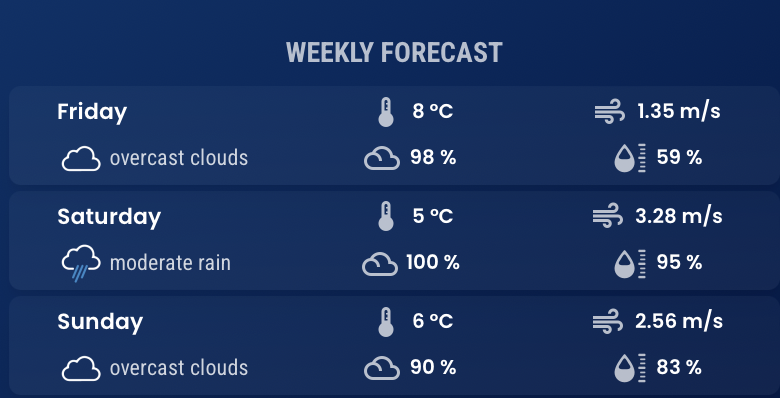 WEEKLY FORECAST
Friday 8 °C 1.35 m/s
overcast clouds 98 % 59 %
Saturday 5 °C 3.28 m/s
moderate rain 100 % 95 %
Sunday 6 °C 2.56 m/s
overcast clouds 90 % 83 %